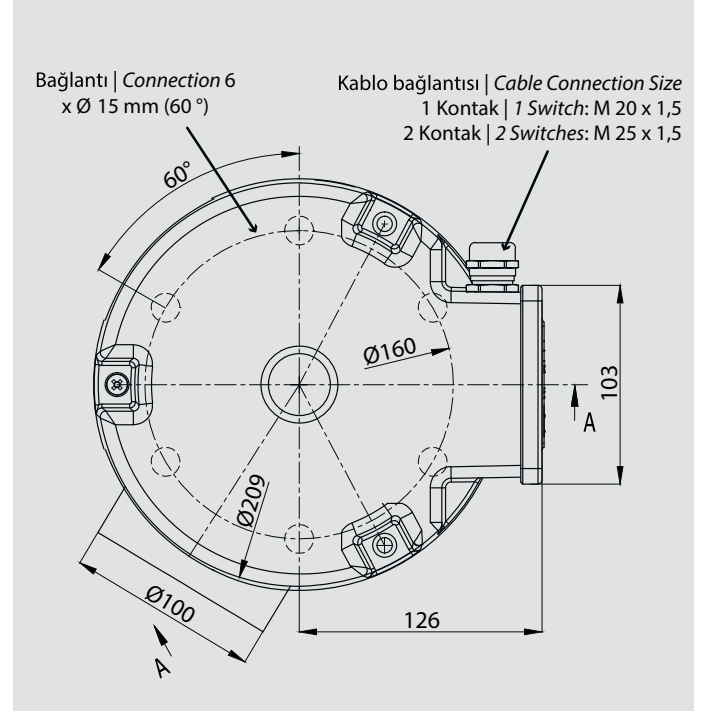 Bağlantı | Connection 6
x Ø 15 mm (60 °)
Kablo bağlantısı | Cable Connection Size
1 Kontak | 1 Switch: M 20 x 1,5
2 Kontak | 2 Switches: M 25 x 1,5
60°
Ø160
103
A
Ø209
Ø100
126
A